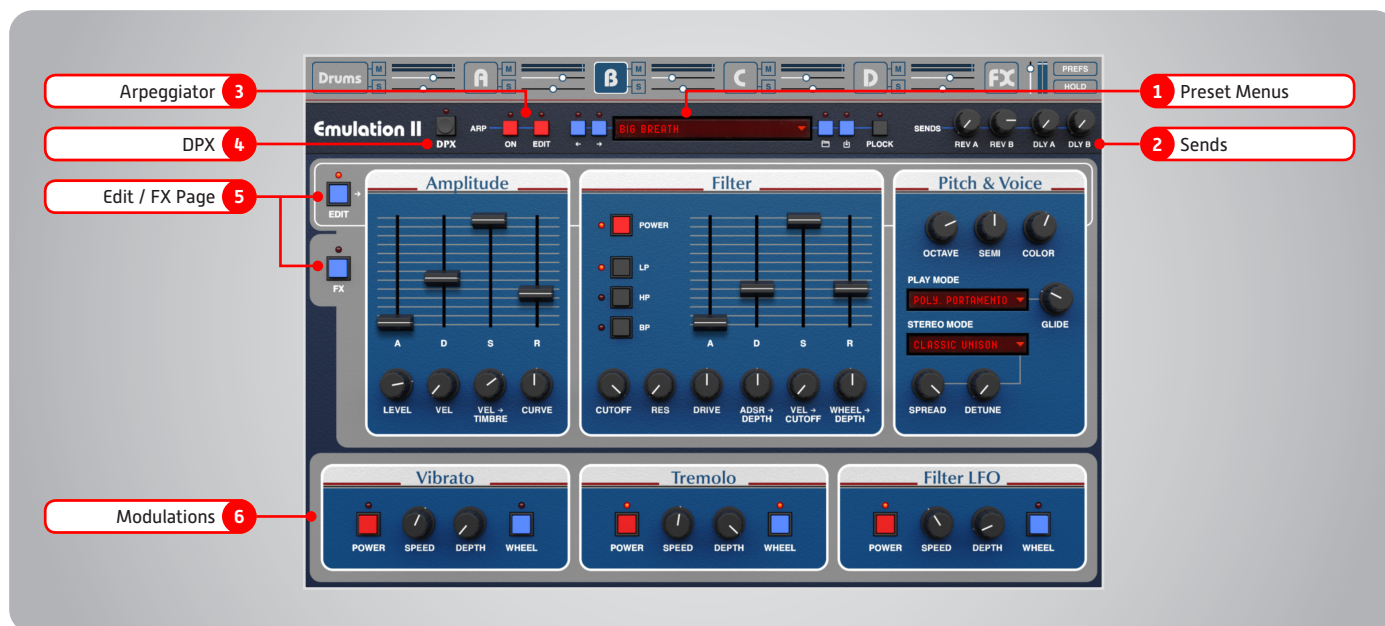 Drums M S A M S B M S C M S D M S FX PREFS HOLD
Arpeggiator 3
1 Preset Menus
Emulation II DPX ARP ON EDIT ← → BIG BREATH PLOCK SENDS REV A REV B DLY A DLY B
DPX 4
2 Sends
Edit / FX Page 5
EDIT →
FX
Amplitude
A D S R
LEVEL VEL VEL → TIMBRE CURVE
Filter
POWER
LP
HP
BP
A D S R
CUTOFF RES DRIVE ADSR → DEPTH VEL → CUTOFF WHEEL → DEPTH
Pitch & Voice
OCTAVE SEMI COLOR
PLAY MODE
POLY. PORTAMENTO
GLIDE
STEREO MODE
CLASSIC UNISON
SPREAD DETUNE
Modulations 6
Vibrato
POWER SPEED DEPTH WHEEL
Tremolo
POWER SPEED DEPTH WHEEL
Filter LFO
POWER SPEED DEPTH WHEEL